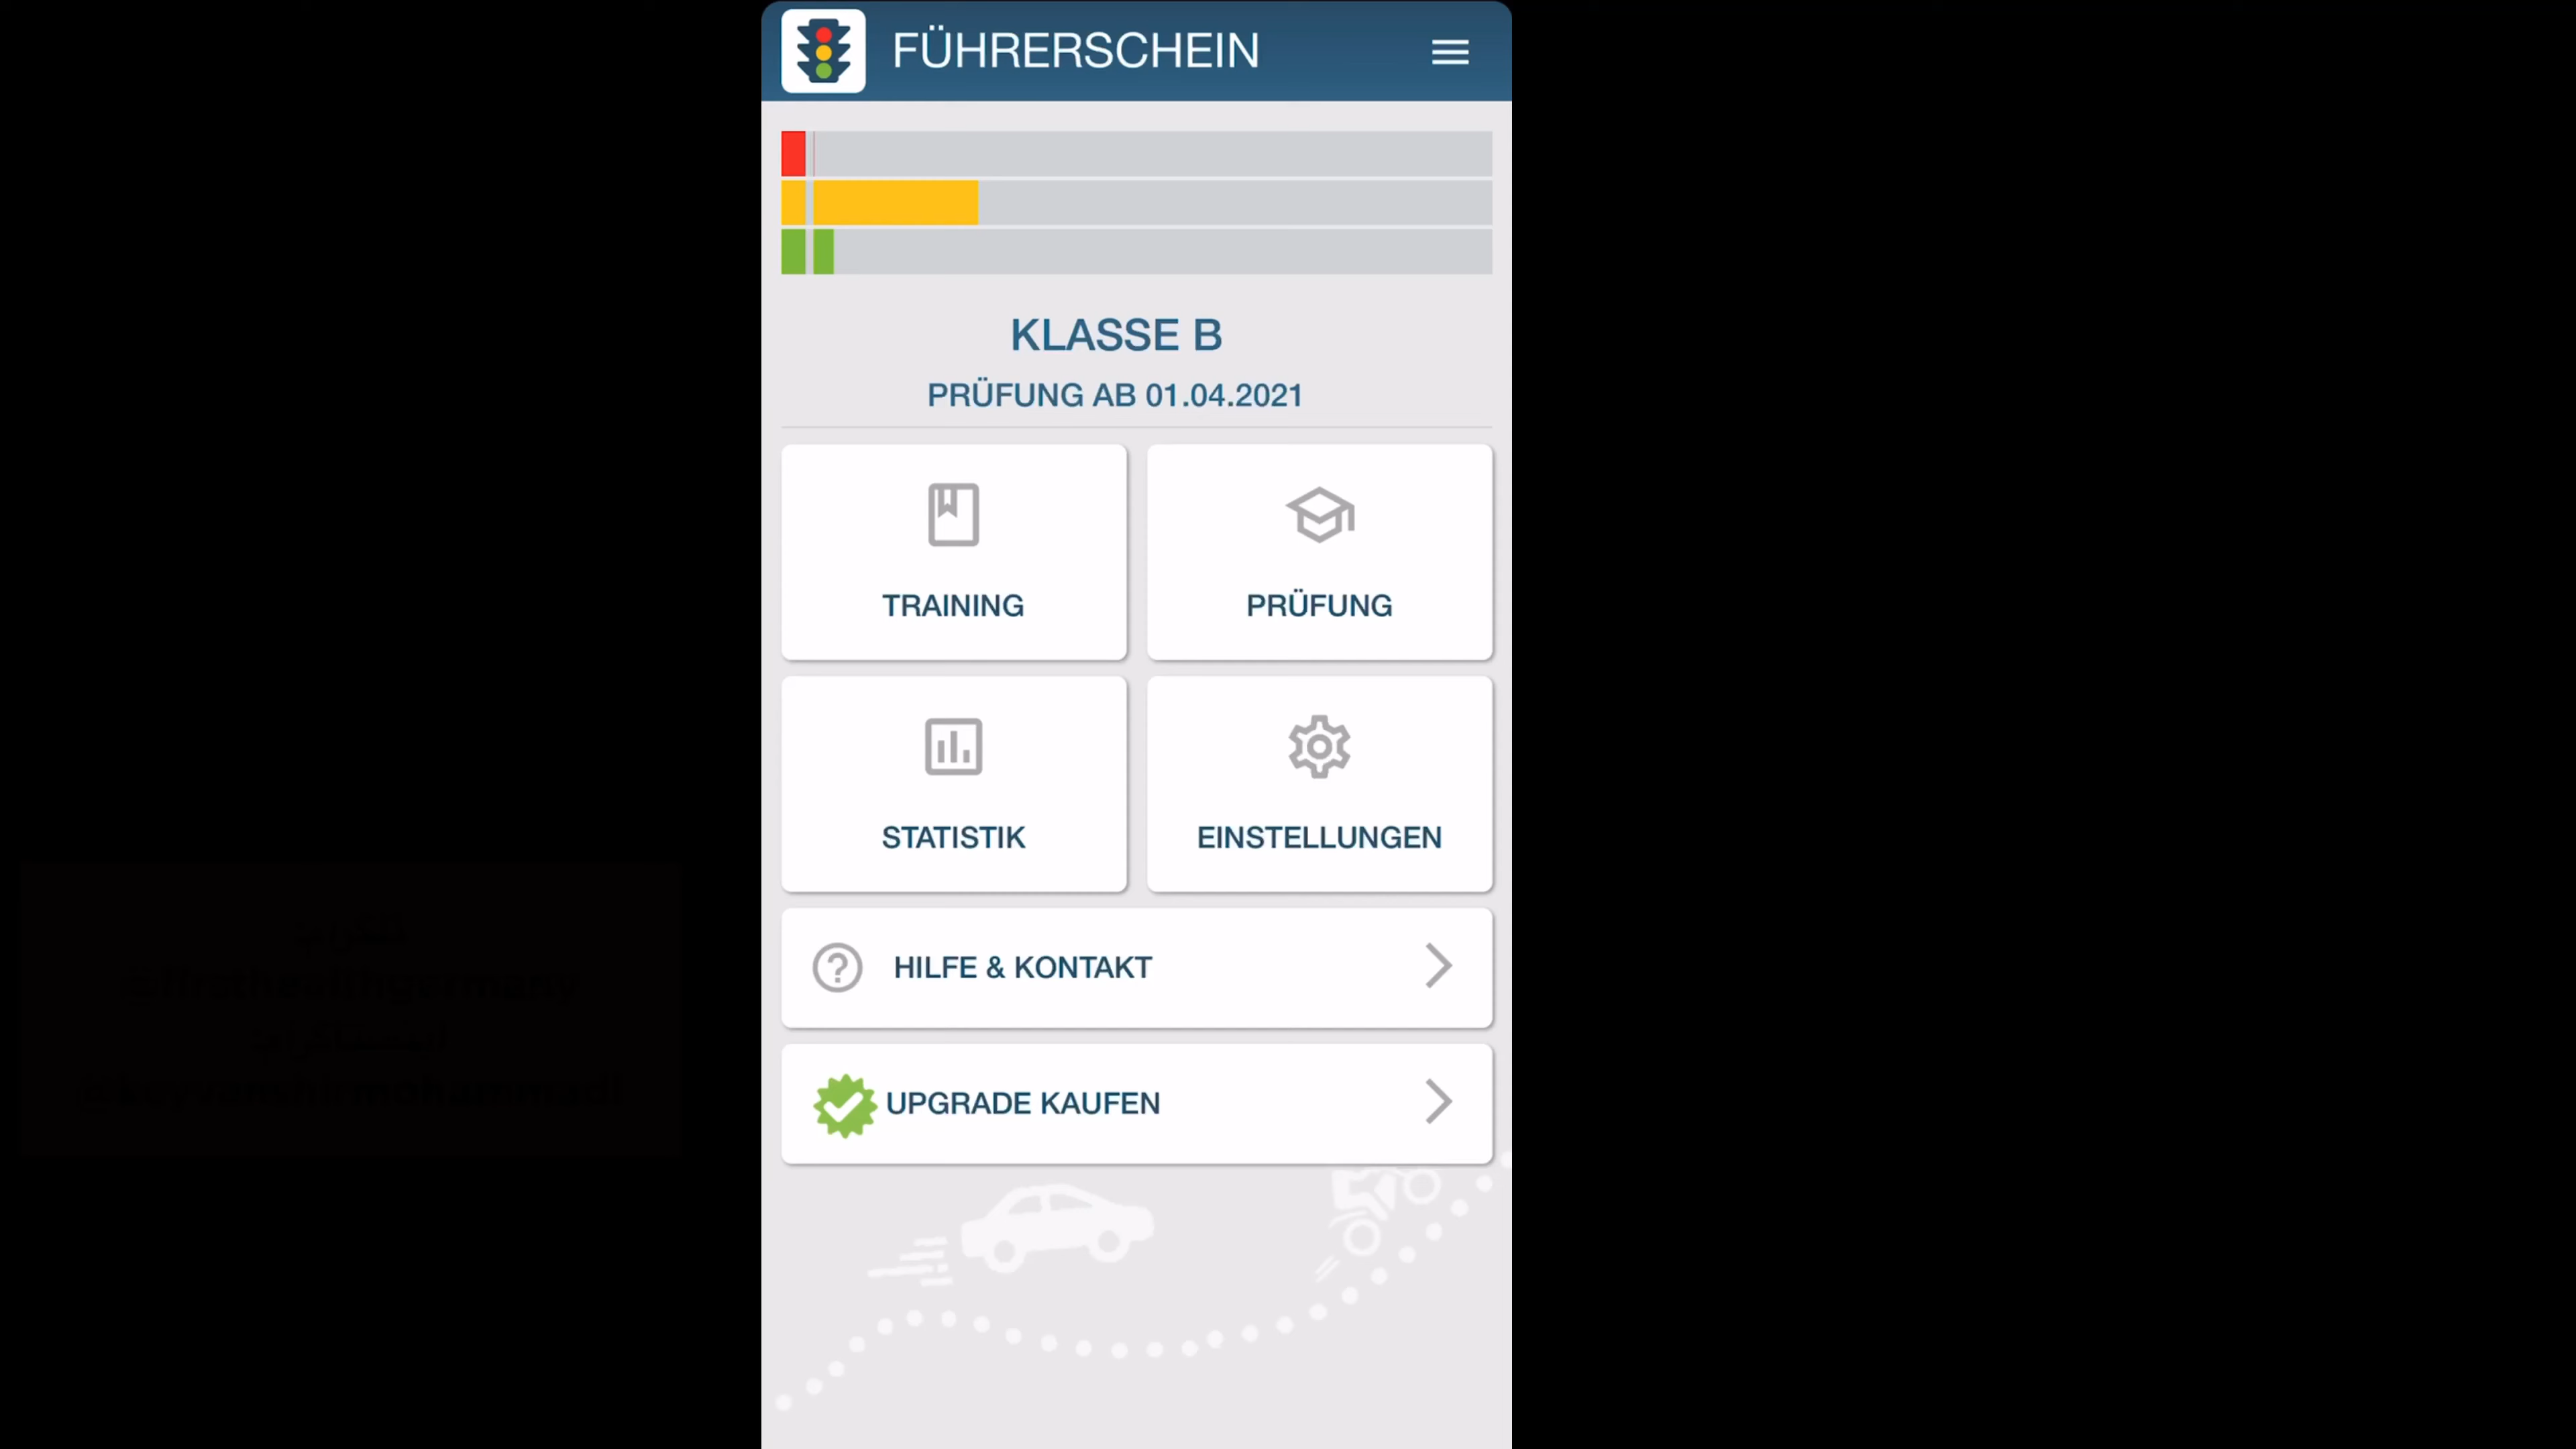 FÜHRERSCHEIN
KLASSE B
PRÜFUNG AB 01.04.2021
TRAINING
PRÜFUNG
STATISTIK
EINSTELLUNGEN
HILFE & KONTAKT
UPGRADE KAUFEN